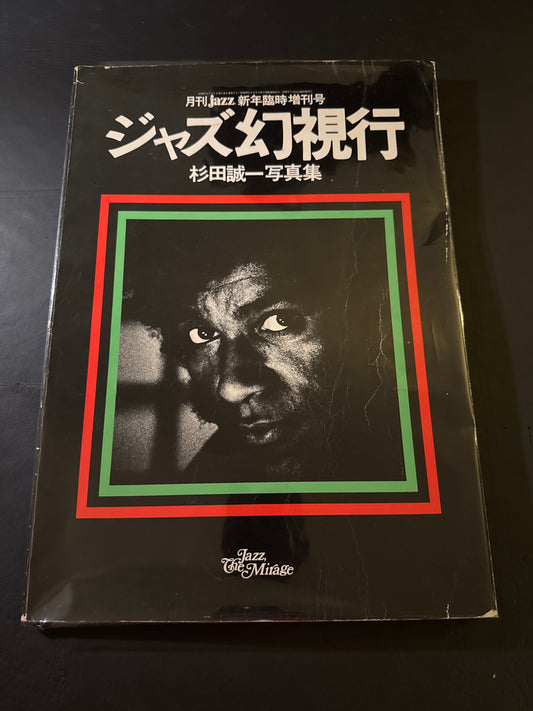 月刊jazz新年臨時増刊号
ジャズ幻視行
杉田誠一写真集
Jazz,
The Mirage